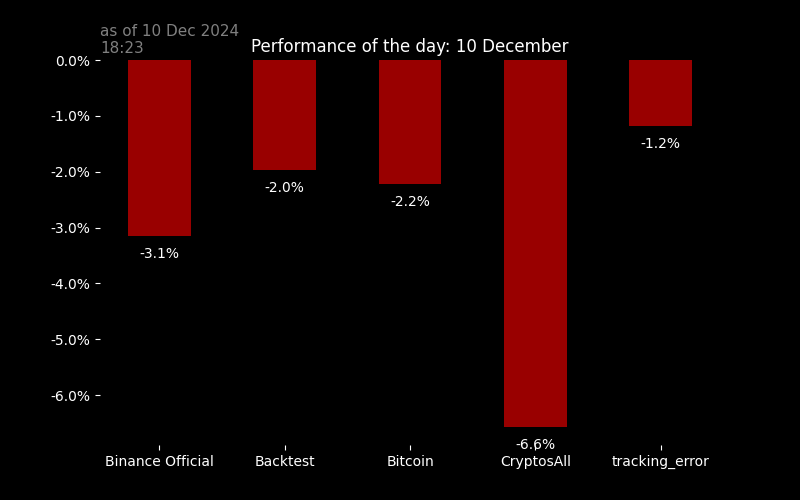 as of 10 Dec 2024
18:23
Performance of the day: 10 December
0.0%
-1.0%
-2.0%
-3.0%
-4.0%
-5.0%
-6.0%
-3.1%
-2.0%
-2.2%
-6.6%
-1.2%
Binance Official
Backtest
Bitcoin
CryptosAll
tracking_error